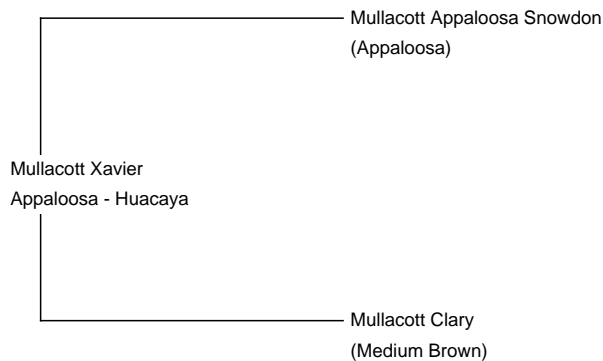 Mullacott Appaloosa Snowdon
(Appaloosa)
Mullacott Xavier
Appaloosa - Huacaya
Mullacott Clary
(Medium Brown)